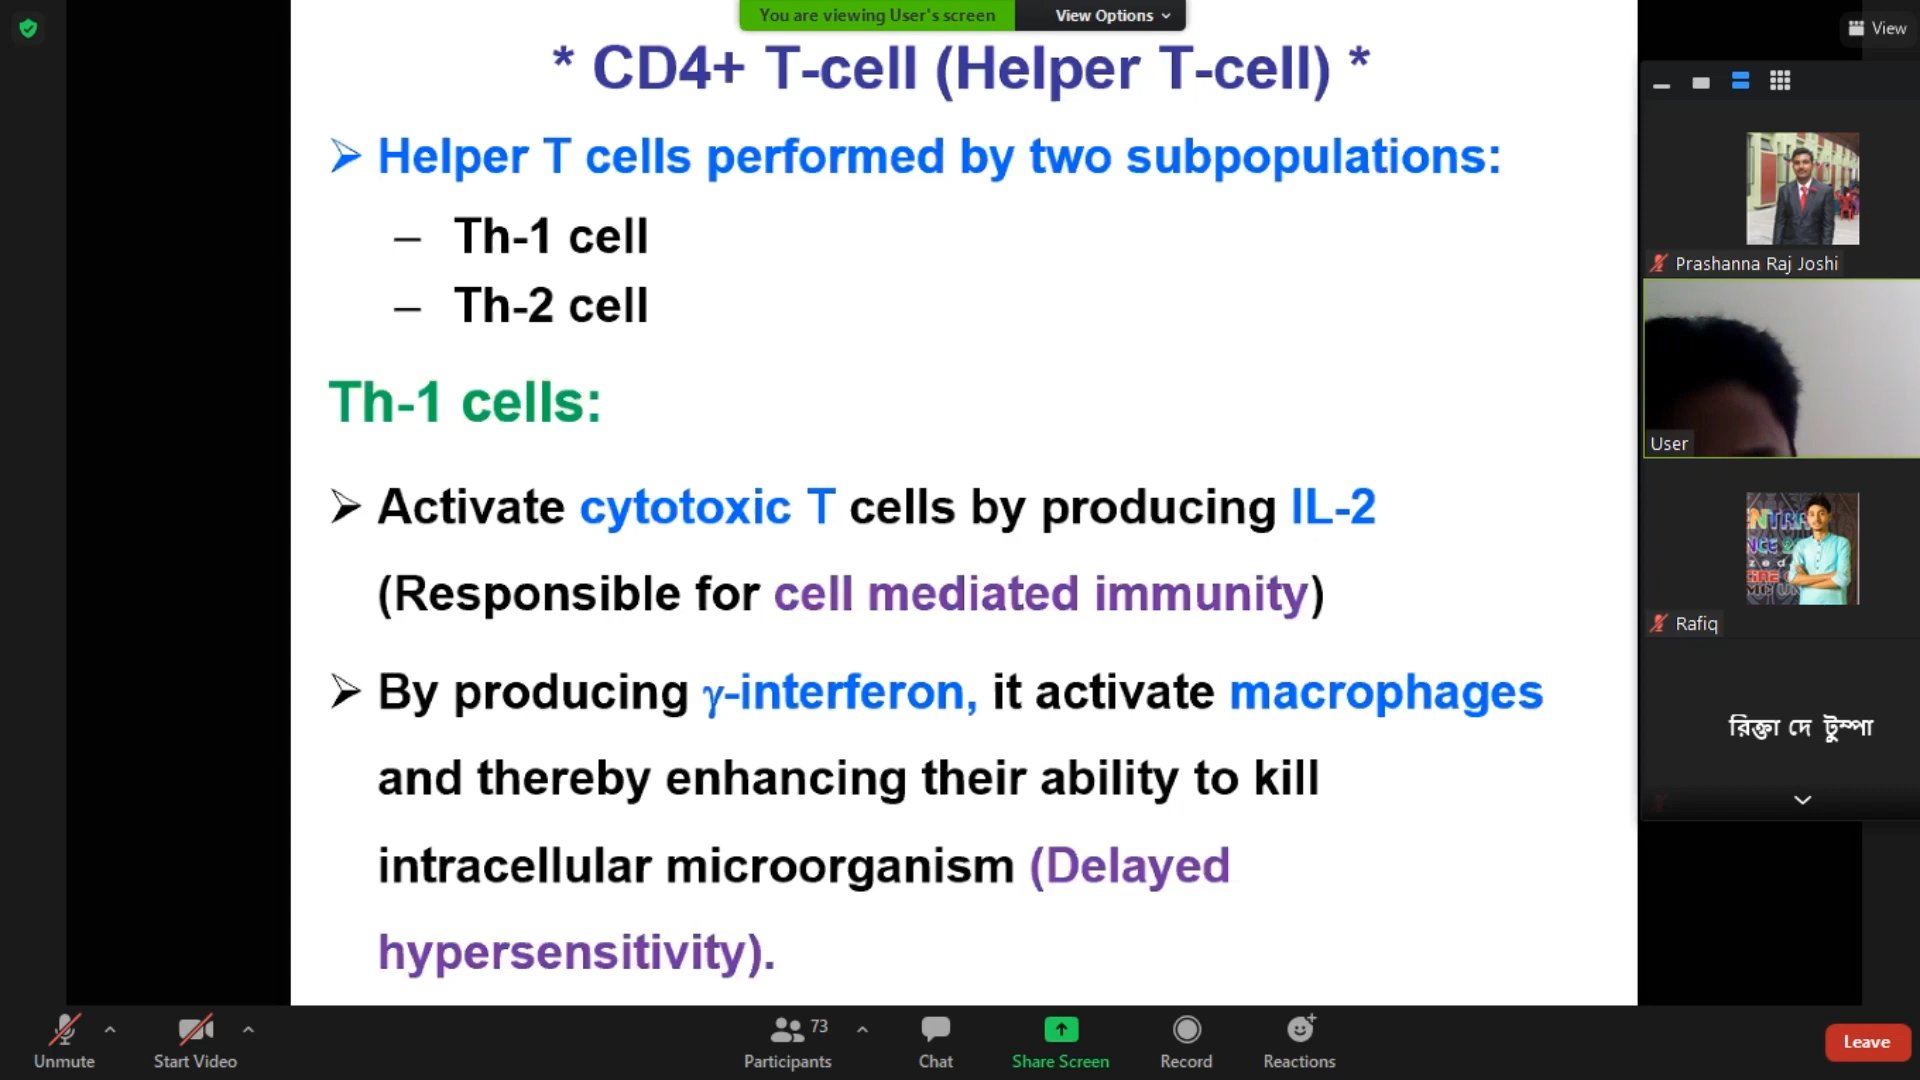 You are viewing User's screen View Options
View
* CD4+ T-cell (Helper T-cell) *
Helper T cells performed by two subpopulations:
– Th-1 cell
– Th-2 cell
Th-1 cells:
Activate cytotoxic T cells by producing IL-2
(Responsible for cell mediated immunity)
By producing γ-interferon, it activate macrophages
and thereby enhancing their ability to kill
intracellular microorganism (Delayed
hypersensitivity).
Prashanna Raj Joshi
User
Rafiq
রিক্তা দে টুম্পা
Unmute
Start Video
73
Participants
Chat
Share Screen
Record
Reactions
Leave